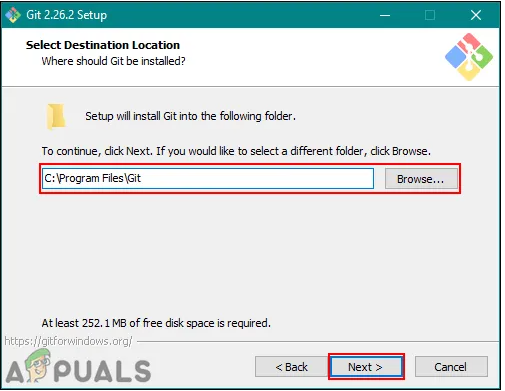 Git 2.26.2 Setup
Select Destination Location
Where should Git be installed?
Setup will install Git into the following folder.
To continue, click Next. If you would like to select a different folder, click Browse.
C:\Program Files\Git
Browse...
At least 252.1 MB of free disk space is required.
https://gitforwindows.org/
< Back
Next >
Cancel
APPUALS